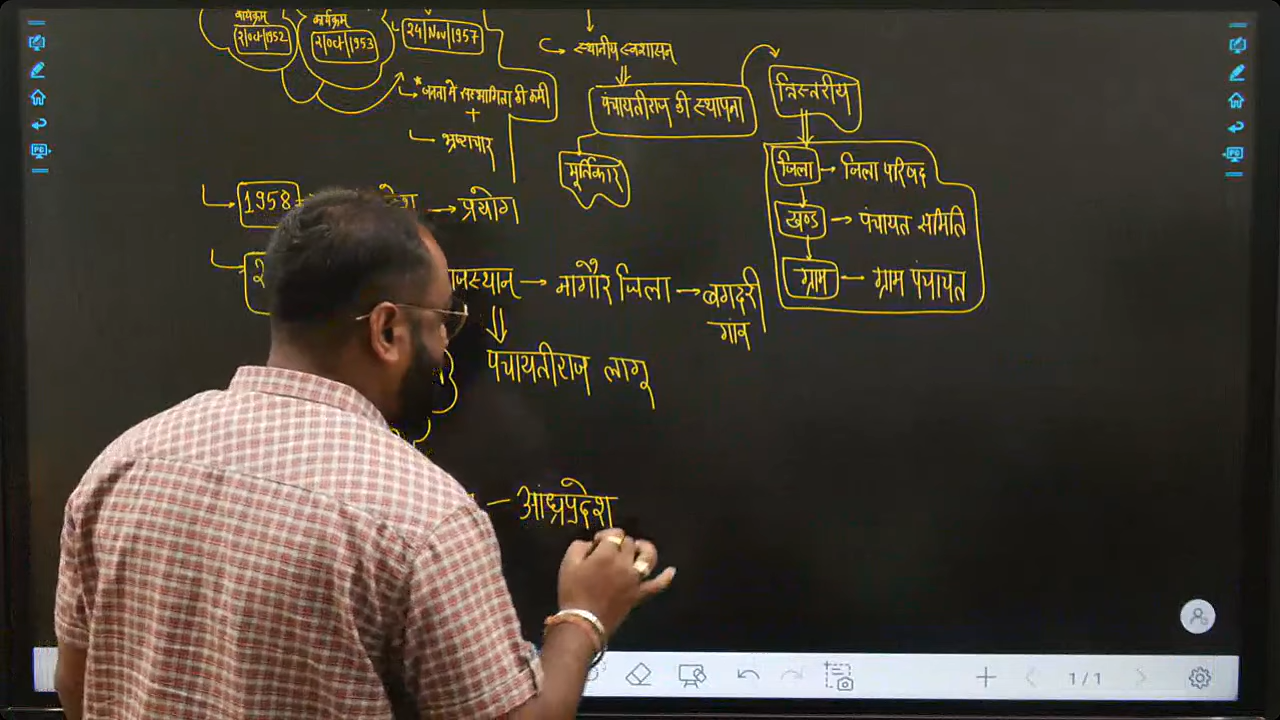 कार्यक्रम
2|Oct|1952
कार्यक्रम
2|Oct|1953
24|Nov|1957
* जनता में सहभागिता की कमी
+
भ्रष्टाचार
स्थानीय स्वशासन
पंचायतीराज की स्थापना
मूर्तिकार
त्रिस्तरीय
जिला → जिला परिषद
खण्ड → पंचायत समिति
ग्राम — ग्राम पंचायत
1958
→ प्रयोग
→ नागौर जिला → बगदरी
गांव
पंचायतीराज लागू
— आंध्रप्रदेश
1/1